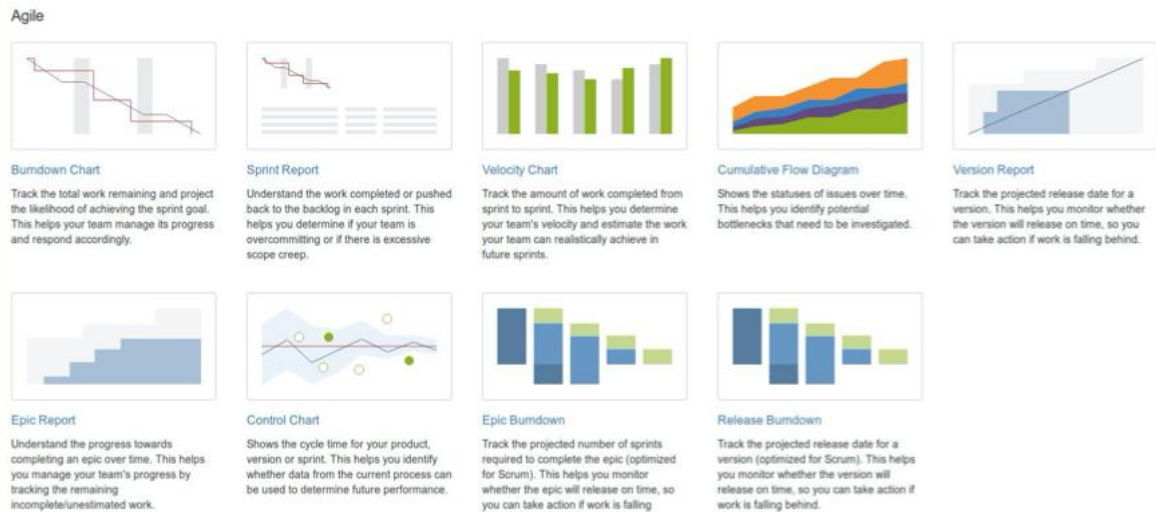 Agile
Burndown Chart
Track the total work remaining and project
the likelihood of achieving the sprint goal.
This helps your team manage its progress
and respond accordingly.
Sprint Report
Understand the work completed or pushed
back to the backlog in each sprint. This
helps you determine if your team is
overcommitting or if there is excessive
scope creep.
Velocity Chart
Track the amount of work completed from
sprint to sprint. This helps you determine
your team's velocity and estimate the work
your team can realistically achieve in
future sprints.
Cumulative Flow Diagram
Shows the statuses of issues over time.
This helps you identify potential
bottlenecks that need to be investigated.
Version Report
Track the projected release date for a
version. This helps you monitor whether
the version will release on time, so you
can take action if work is falling behind.
Epic Report
Understand the progress towards
completing an epic over time. This helps
you manage your team's progress by
tracking the remaining
incomplete/unestimated work.
Control Chart
Shows the cycle time for your product,
version or sprint. This helps you identify
whether data from the current process can
be used to determine future performance.
Epic Burndown
Track the projected number of sprints
required to complete the epic (optimized
for Scrum). This helps you monitor
whether the epic will release on time, so
you can take action if work is falling
Release Burndown
Track the projected release date for a
version (optimized for Scrum). This helps
you monitor whether the version will
release on time, so you can take action if
work is falling behind.